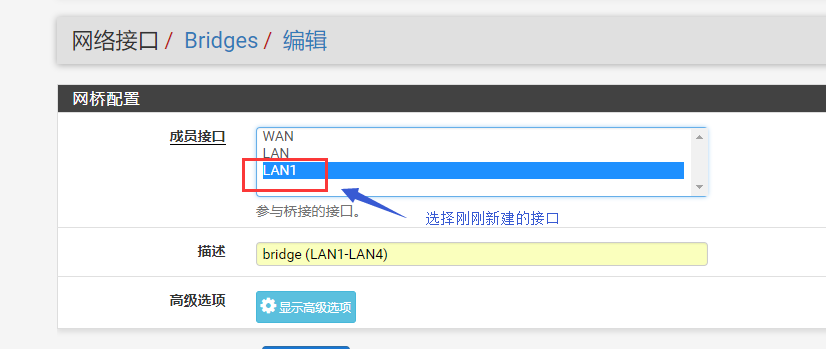 网络接口 / Bridges / 编辑
网桥配置
成员接口
WAN
LAN
LAN1
参与桥接的接口。
选择刚刚新建的接口
描述
bridge (LAN1-LAN4)
高级选项
显示高级选项